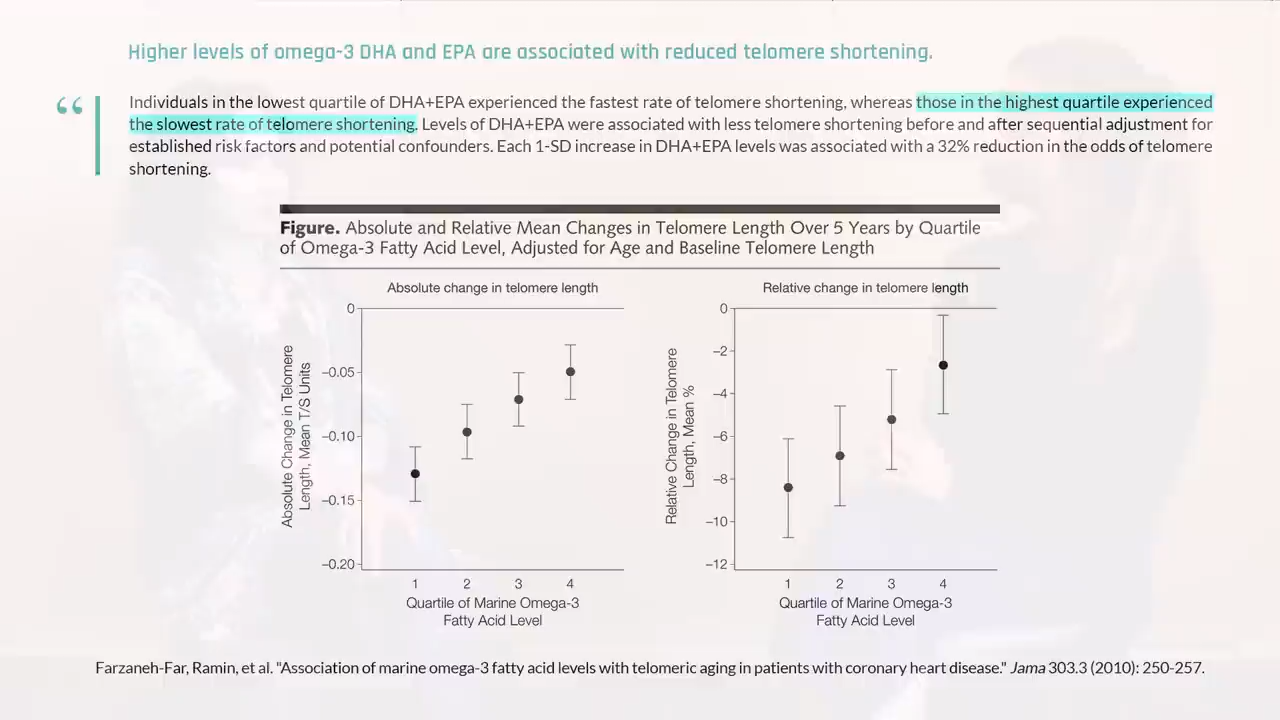 Higher levels of omega-3 DHA and EPA are associated with reduced telomere shortening.
“
Individuals in the lowest quartile of DHA+EPA experienced the fastest rate of telomere shortening, whereas those in the highest quartile experienced
the slowest rate of telomere shortening. Levels of DHA+EPA were associated with less telomere shortening before and after sequential adjustment for
established risk factors and potential confounders. Each 1-SD increase in DHA+EPA levels was associated with a 32% reduction in the odds of telomere
shortening.
Figure. Absolute and Relative Mean Changes in Telomere Length Over 5 Years by Quartile
of Omega-3 Fatty Acid Level, Adjusted for Age and Baseline Telomere Length
Absolute change in telomere length
Absolute Change in Telomere
Length, Mean T/S Units
0
–0.05
–0.10
–0.15
–0.20
1 2 3 4
Quartile of Marine Omega-3
Fatty Acid Level
Relative change in telomere length
Relative Change in Telomere
Length, Mean %
0
–2
–4
–6
–8
–10
–12
1 2 3 4
Quartile of Marine Omega-3
Fatty Acid Level
Farzaneh-Far, Ramin, et al. "Association of marine omega-3 fatty acid levels with telomeric aging in patients with coronary heart disease." Jama 303.3 (2010): 250-257.